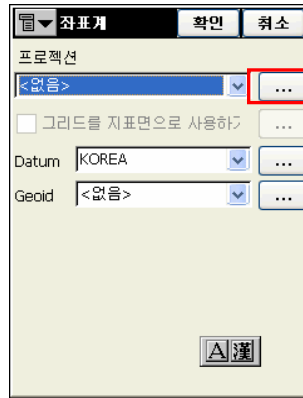 좌표계 확인 취소
프로젝션
<없음> ...
그리드를 지표면으로 사용하기 ...
Datum KOREA ...
Geoid <없음> ...
A 漢